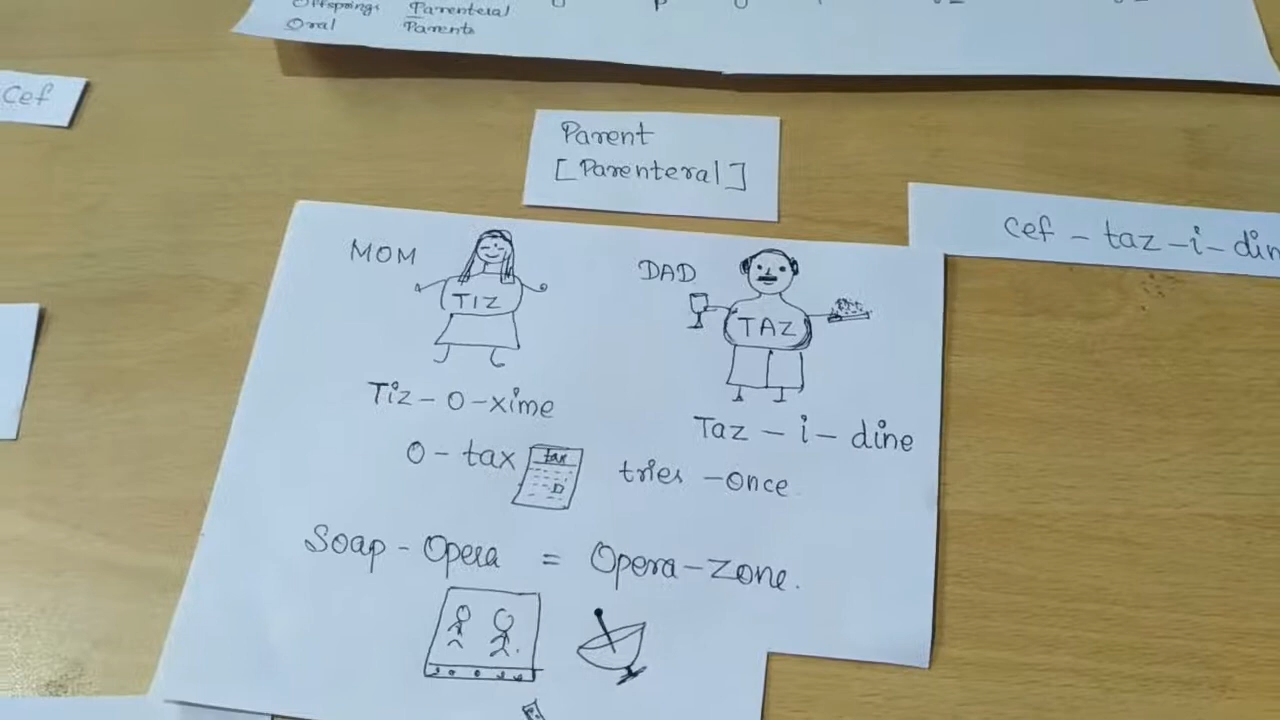 Offsprings Parenteral
Oral Parents
Cef
Parent
[Parenteral]
cef - taz - i - din
MOM
TIZ
DAD
TAZ
Tiz - o - xime
Taz - i - dine
O - tax
tax
tries - once
Soap - Opera = Opera - Zone.